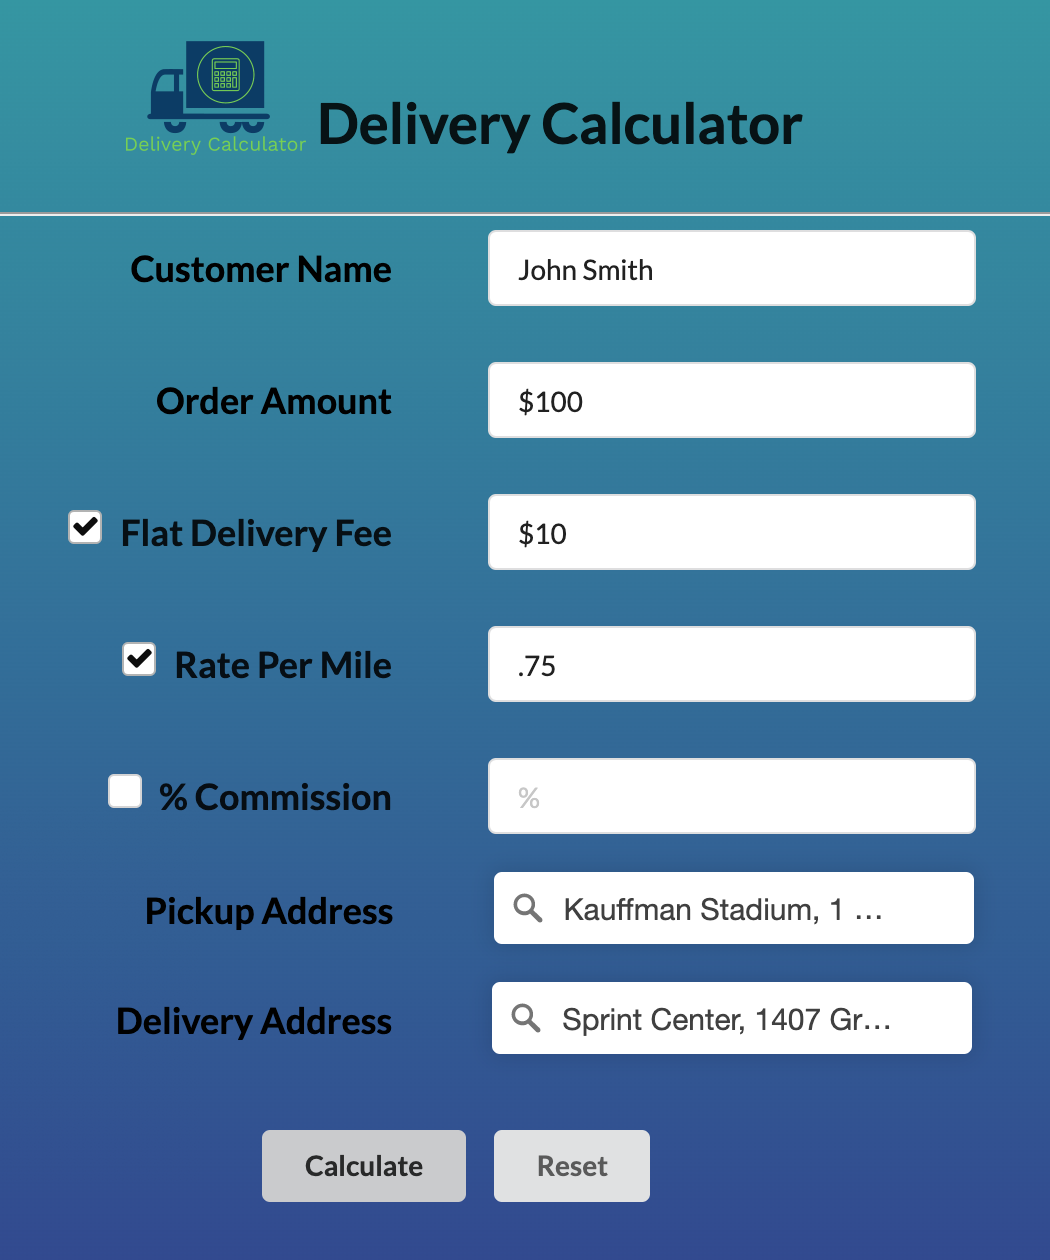 Delivery Calculator
Delivery Calculator
Customer Name
John Smith
Order Amount
$100
Flat Delivery Fee
$10
Rate Per Mile
.75
% Commission
%
Pickup Address
Kauffman Stadium, 1 ...
Delivery Address
Sprint Center, 1407 Gr...
Calculate
Reset